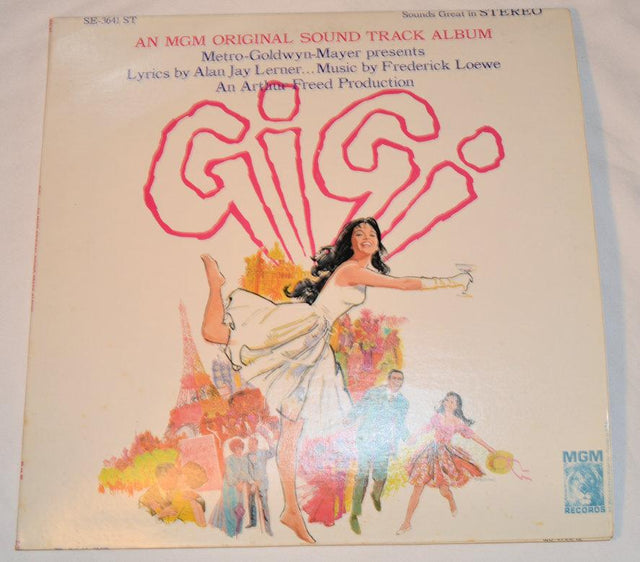 SE-3641 ST
Sounds Great in STEREO
AN MGM ORIGINAL SOUND TRACK ALBUM
Metro-Goldwyn-Mayer presents
Lyrics by Alan Jay Lerner... Music by Frederick Loewe
An Arthur Freed Production
GiGi
MGM
RECORDS